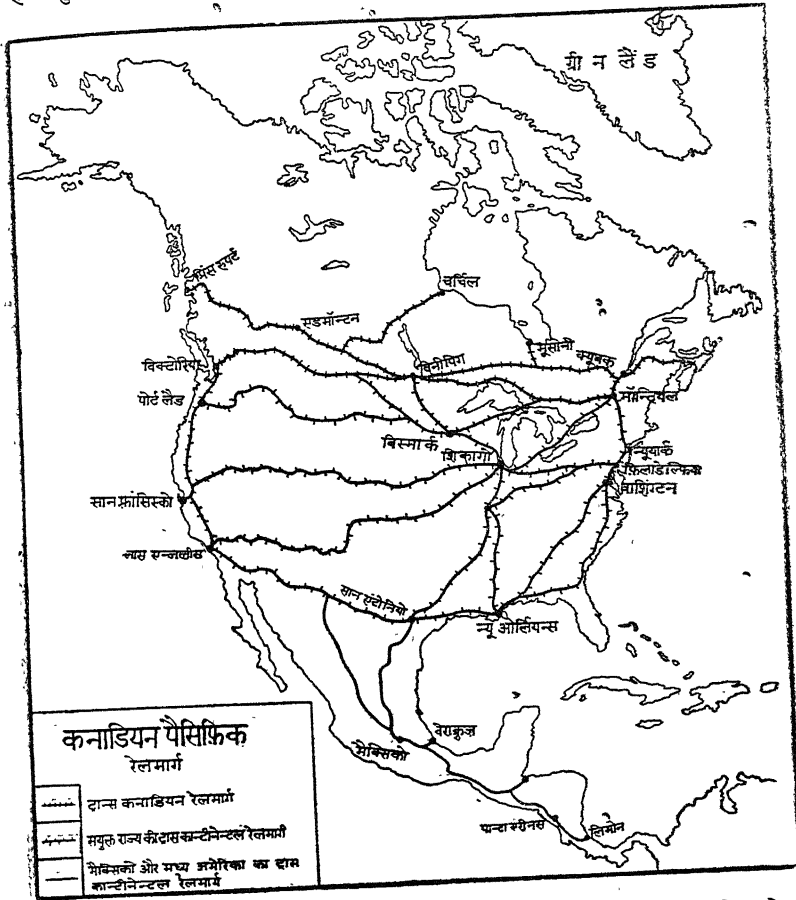 ग्रीनलैंड
प्रिंस रुपर्ट
चर्चिल
एडमॉन्टन
मूसोनी
क्यूबक
विक्टोरिया
विनीपिग
पोर्ट लैंड
मॉन्ट्रियल
बिस्मार्क
शिकागो
न्यूयार्क
फ़िलाडेल्फिया
वाशिंगटन
सान फ़्रांसिस्को
लास एन्जलीस
सान एंटोनियो
न्यू ओर्लियन्स
वेराक्रुज़
मैक्सिको
लिमोन
कनाडियन पैसिफ़िक
रेलमार्ग
ट्रान्स कनाडियन रेलमार्ग
संयुक्त राज्य की ट्रांस कान्टीनेन्टल रेलमार्ग
मैक्सिको और मध्य अमेरिका का ट्रांस
कान्टीनेन्टल रेलमार्ग